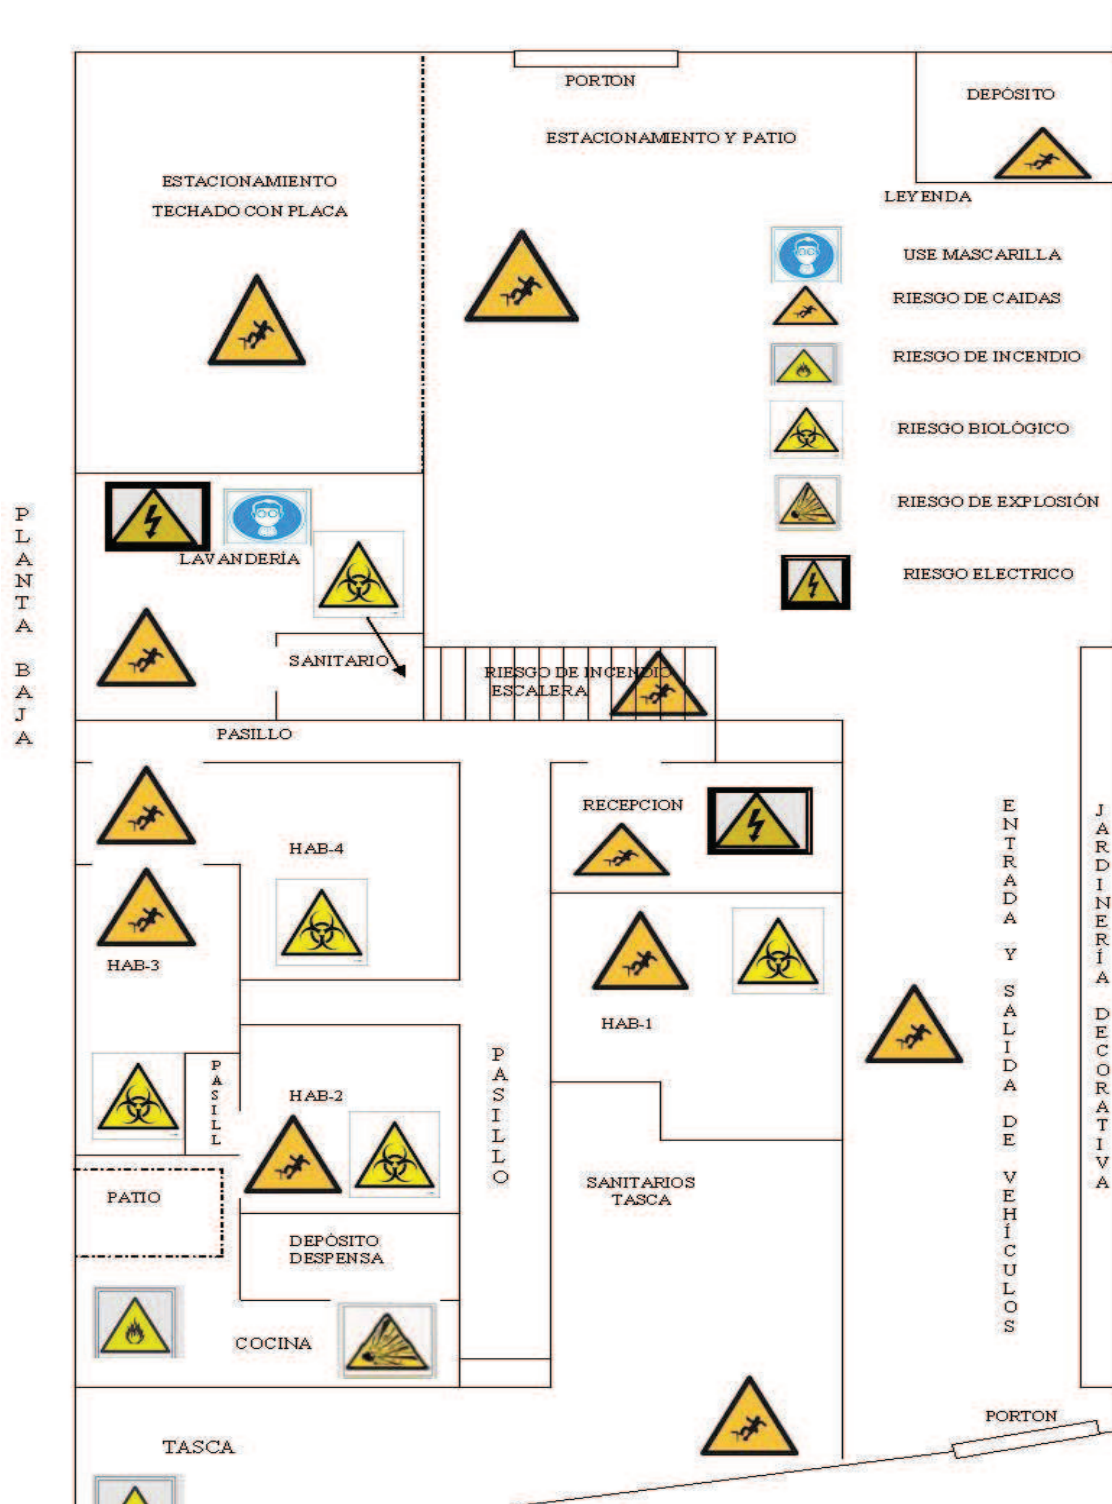 PORTON
DEPÓSITO
ESTACIONAMIENTO Y PATIO
ESTACIONAMIENTO
TECHADO CON PLACA
LEYENDA
USE MASCARILLA
RIESGO DE CAIDAS
RIESGO DE INCENDIO
RIESGO BIOLÓGICO
RIESGO DE EXPLOSIÓN
RIESGO ELECTRICO
PLANTA BAJA
LAVANDERÍA
SANITARIO
RIESGO DE INCENDIO
ESCALERA
PASILLO
RECEPCION
HAB-4
HAB-3
HAB-1
ENTRADA Y SALIDA DE VEHÍCULOS
JARDINERÍA DECORATIVA
PASILLO
PASILL
HAB-2
SANITARIOS
TASCA
PATIO
DEPÓSITO
DESPENSA
COCINA
PORTON
TASCA